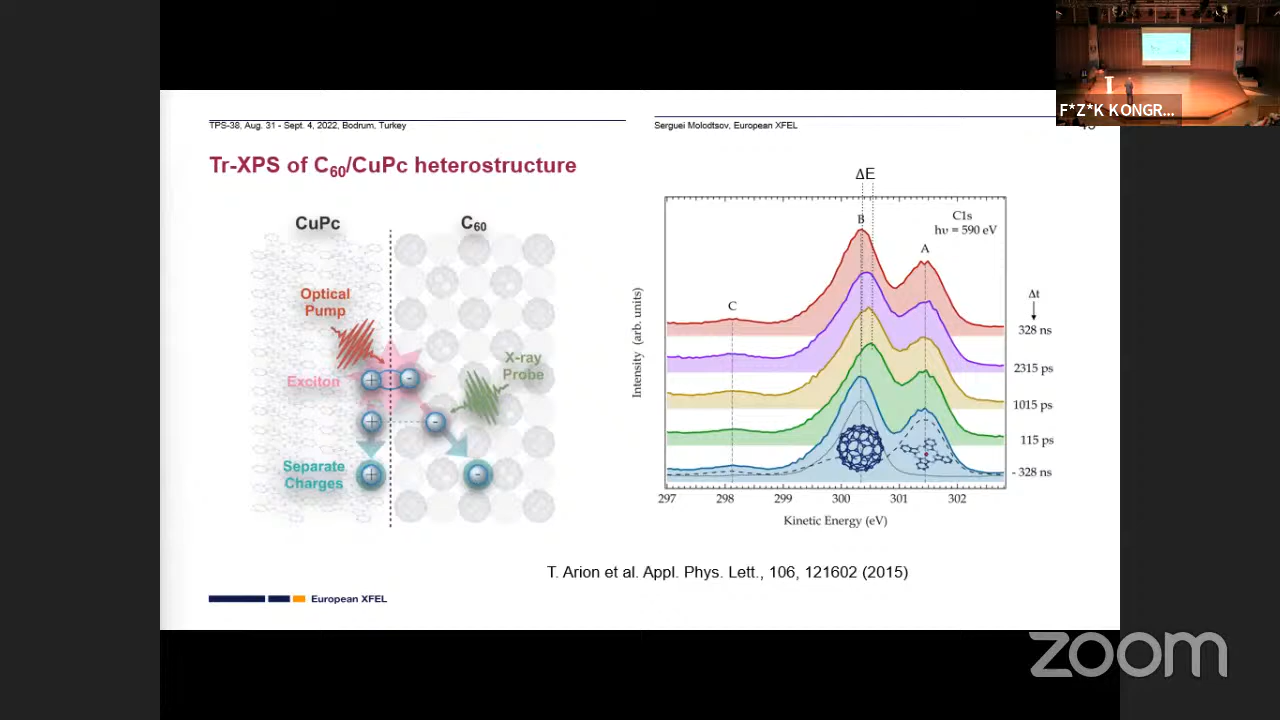 F*Z*K KONGR...
TPS-38, Aug. 31 - Sept. 4, 2022, Bodrum, Turkey
Serguei Molodtsov, European XFEL
Tr-XPS of C60/CuPc heterostructure
CuPc
C60
Optical
Pump
Exciton
X-ray
Probe
+
-
+
-
Separate
Charges
+
-
ΔE
B
C1s
hυ = 590 eV
A
C
Δt
328 ns
2315 ps
1015 ps
115 ps
- 328 ns
Intensity (arb. units)
297 298 299 300 301 302
Kinetic Energy (eV)
T. Arion et al. Appl. Phys. Lett., 106, 121602 (2015)
European XFEL
zoom